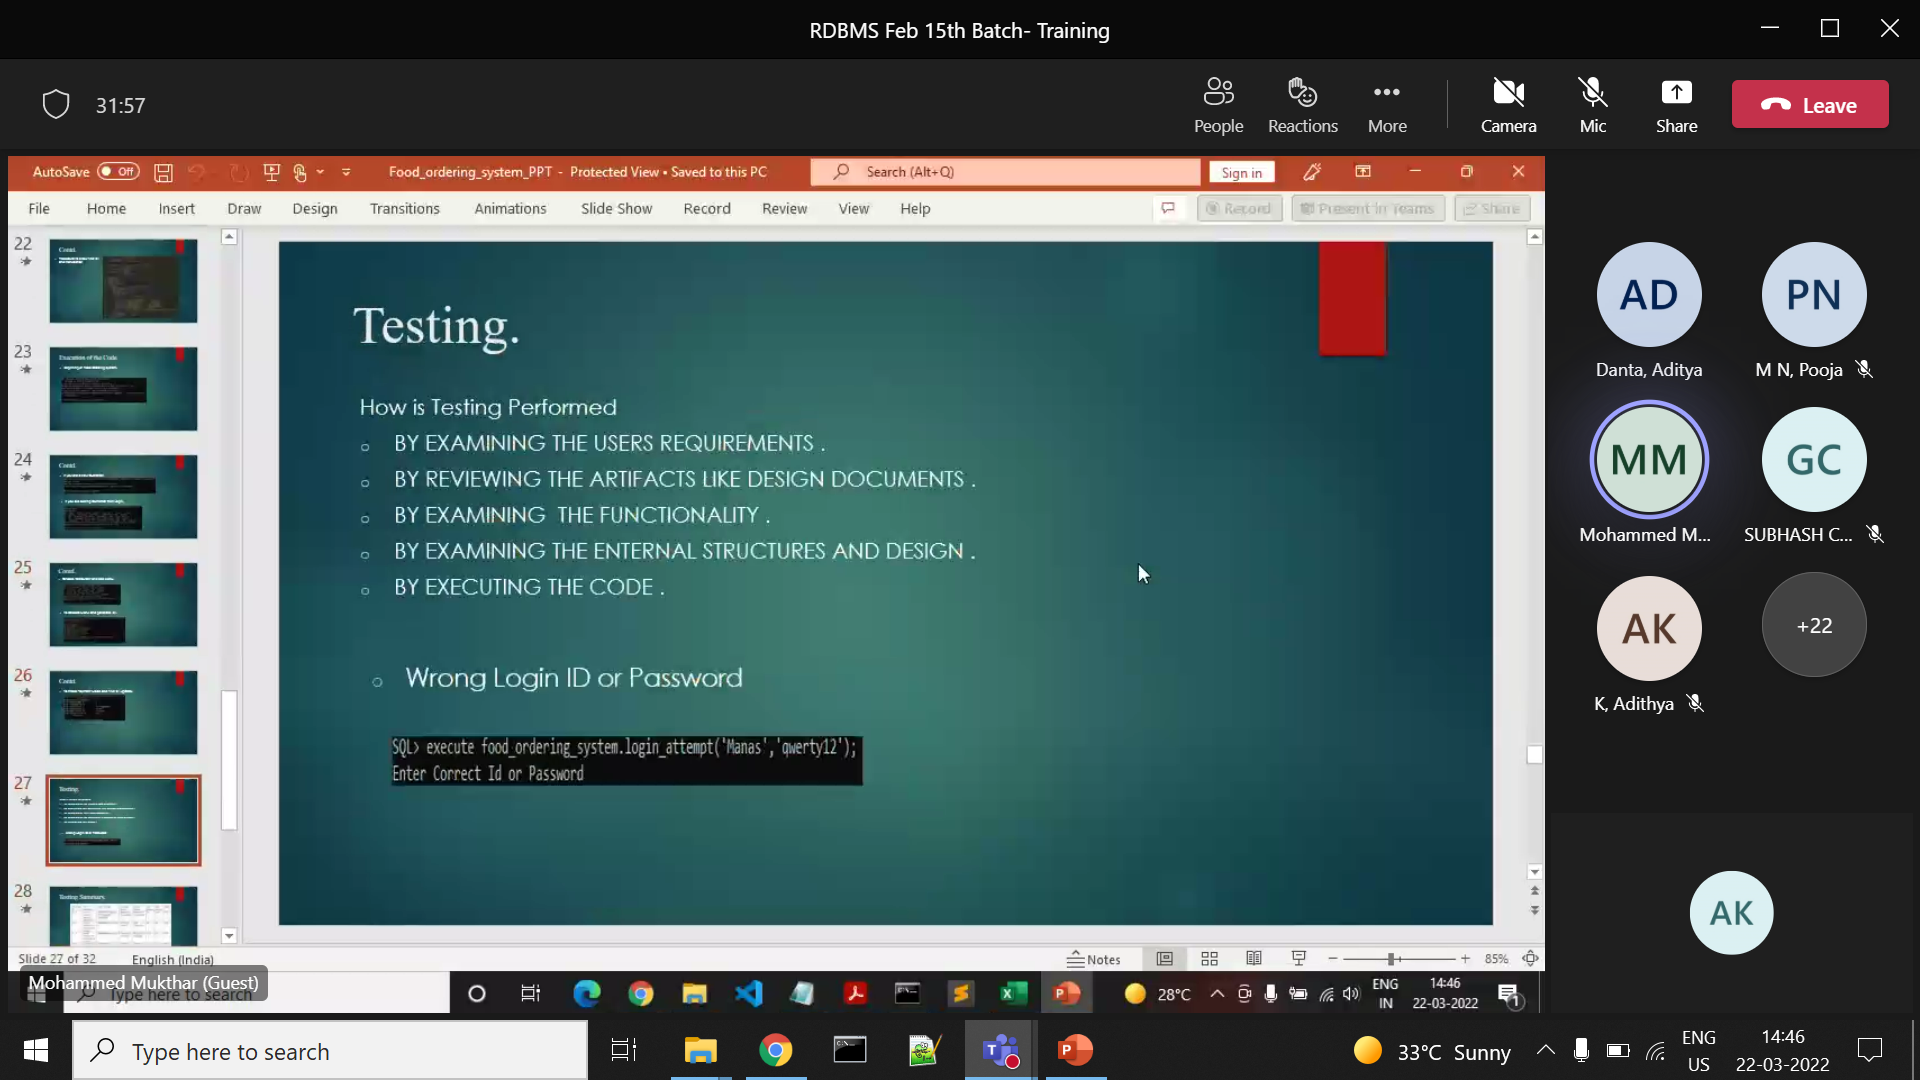 RDBMS Feb 15th Batch- Training
31:57
People
Reactions
More
Camera
Mic
Share
Leave
AutoSave Off
Food_ordering_system_PPT - Protected View • Saved to this PC
Search (Alt+Q)
Sign in
File Home Insert Draw Design Transitions Animations Slide Show Record Review View Help
Record
Present in Teams
Share
22
23
24
25
26
27
28
Testing.
How is Testing Performed
BY EXAMINING THE USERS REQUIREMENTS .
BY REVIEWING THE ARTIFACTS LIKE DESIGN DOCUMENTS .
BY EXAMINING THE FUNCTIONALITY .
BY EXAMINING THE ENTERNAL STRUCTURES AND DESIGN .
BY EXECUTING THE CODE .
Wrong Login ID or Password
SQL> execute food_ordering_system.login_attempt('Manas','qwerty12');
Enter Correct Id or Password
Slide 27 of 32
English (India)
Notes
85%
Mohammed Mukthar (Guest)
Type here to search
28°C
ENG
IN
14:46
22-03-2022
1
AD
Danta, Aditya
PN
M N, Pooja
MM
Mohammed M...
GC
SUBHASH C...
AK
K, Adithya
+22
AK
Type here to search
33°C Sunny
ENG
US
14:46
22-03-2022